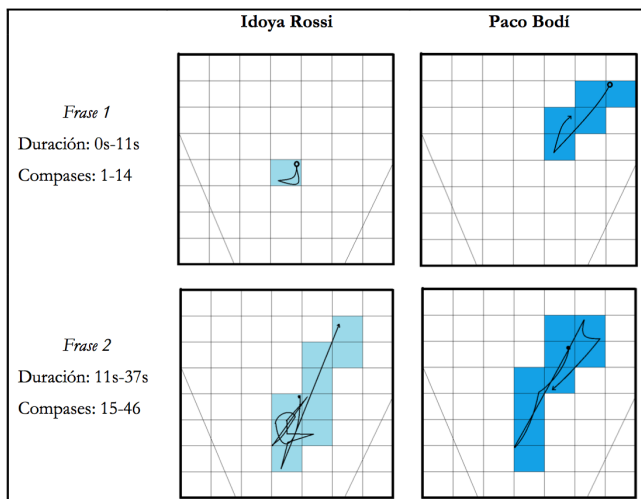 Idoya Rossi
Paco Bodí
Frase 1
Duración: 0s-11s
Compases: 1-14
Frase 2
Duración: 11s-37s
Compases: 15-46